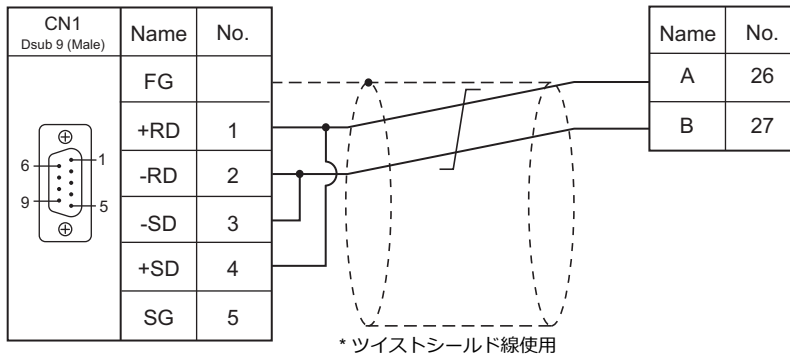 CN1
Dsub 9 (Male)
Name No.
FG
+RD 1
-RD 2
-SD 3
+SD 4
SG 5
6
1
9
5
Name No.
A 26
B 27
* ツイストシールド線使用